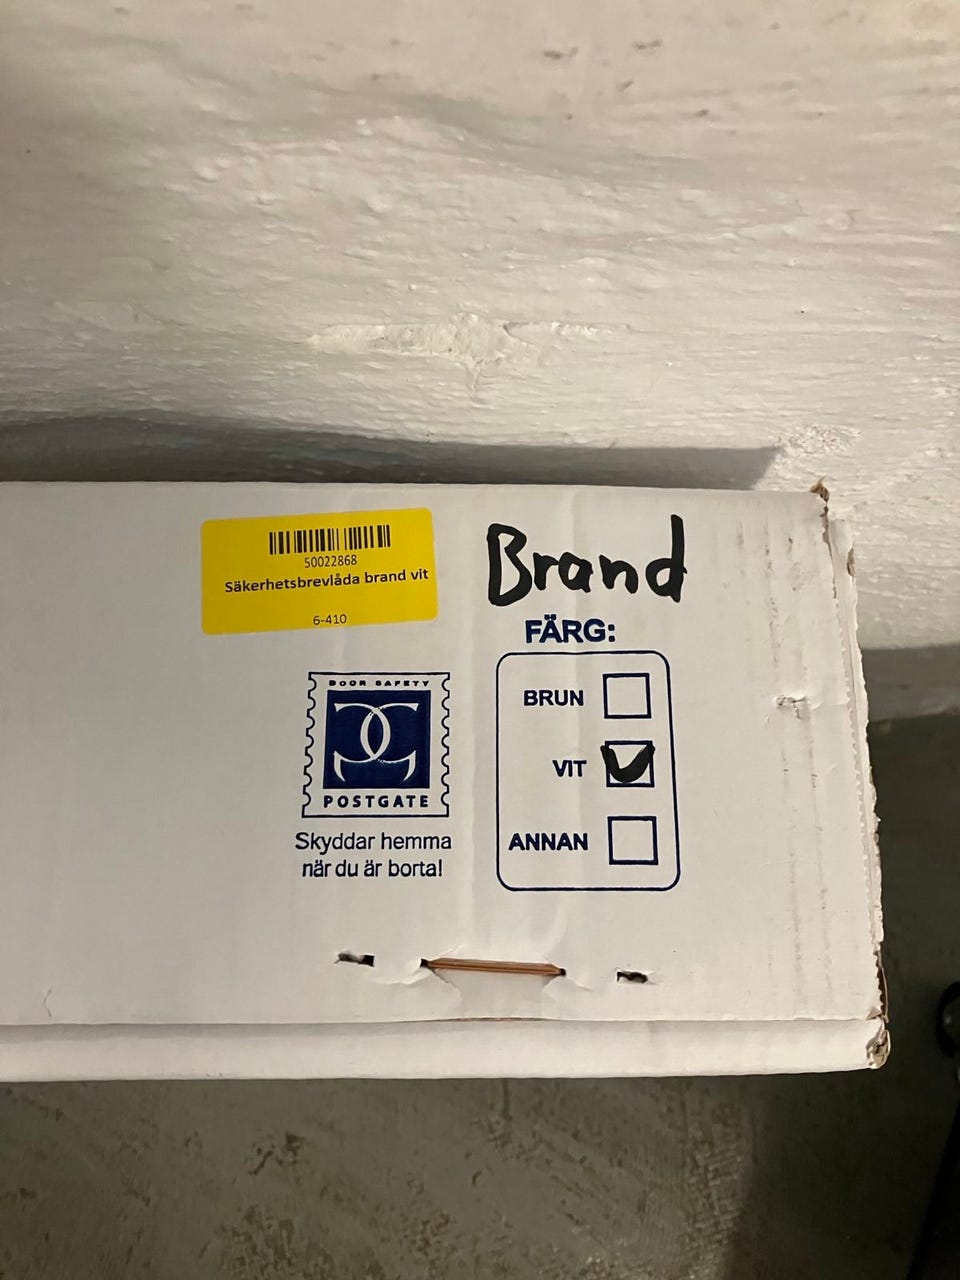 50022868
Säkerhetsbrevlåda brand vit
6-410
Brand
FÄRG:
BRUN
VIT
ANNAN
DOOR SAFETY
POSTGATE
Skyddar hemma
när du är borta!